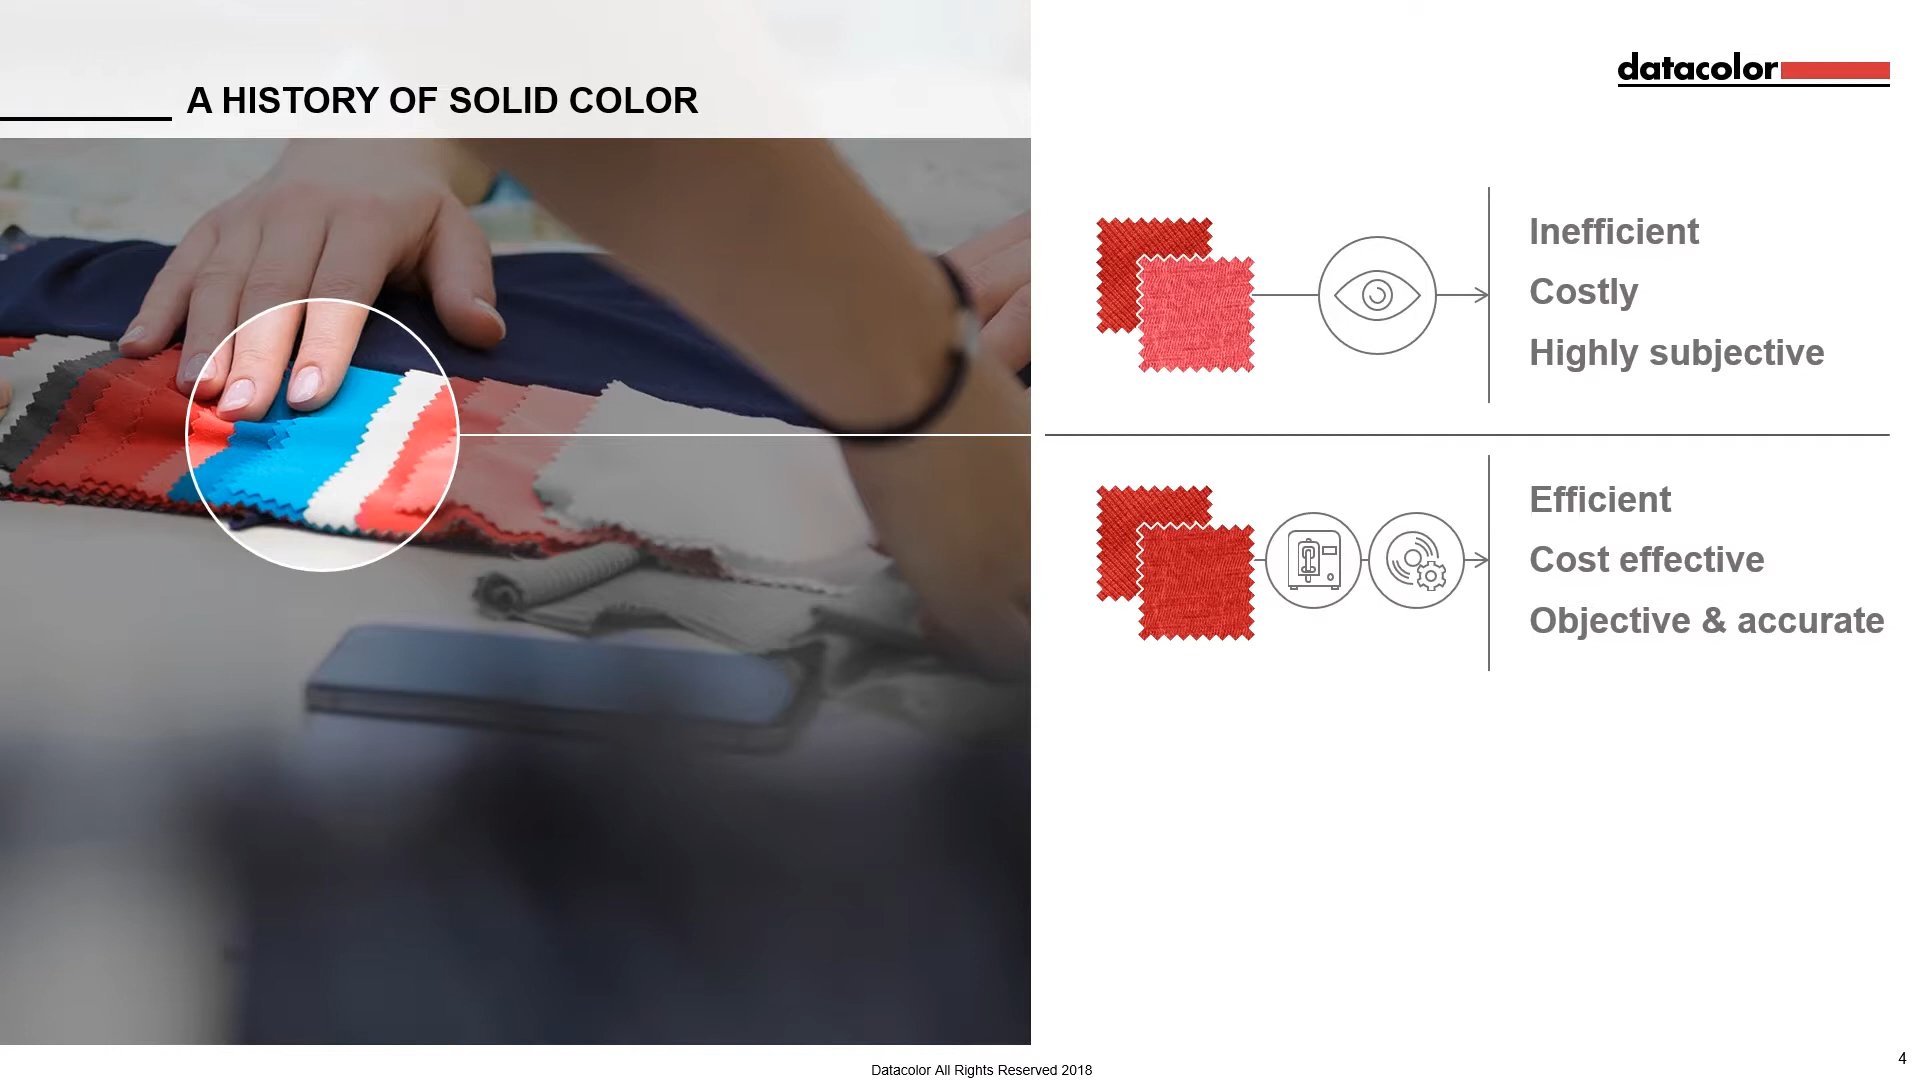 A HISTORY OF SOLID COLOR
datacolor
Inefficient
Costly
Highly subjective
Efficient
Cost effective
Objective & accurate
Datacolor All Rights Reserved 2018
4